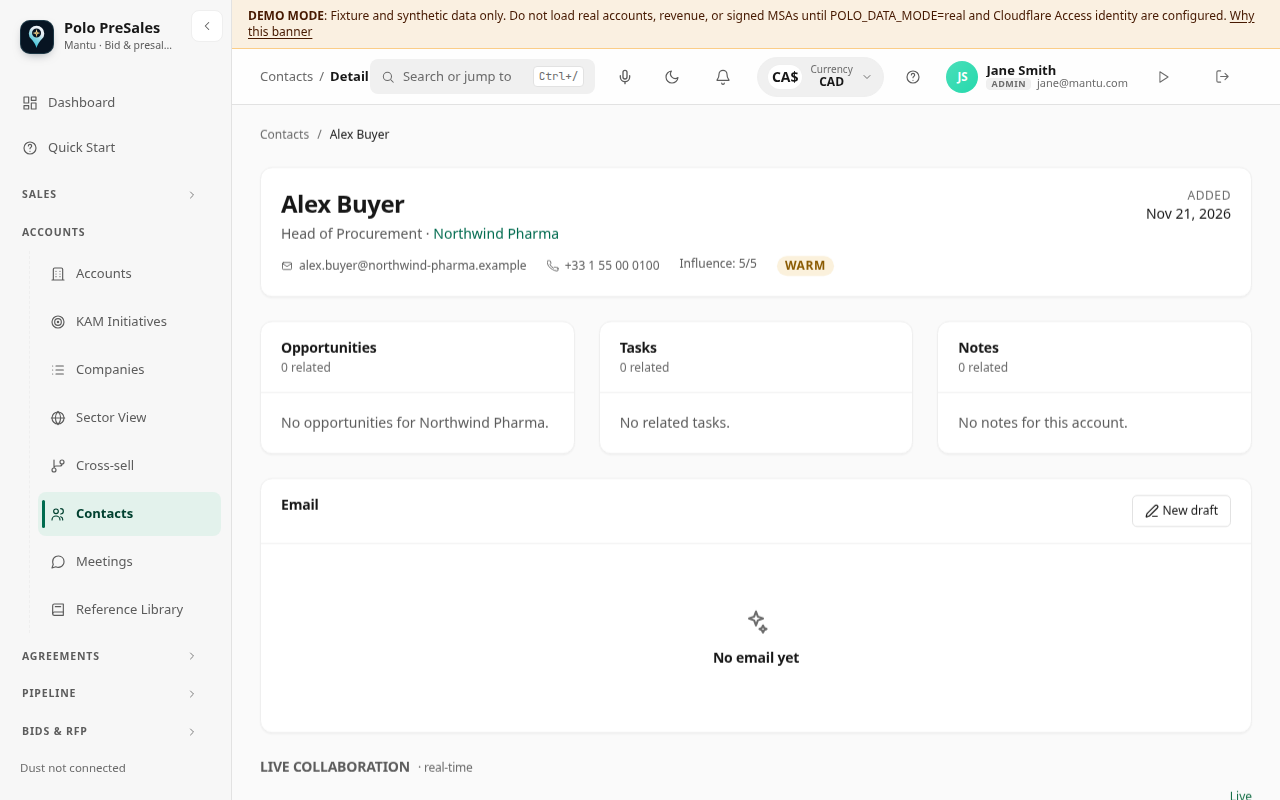 Polo PreSales
Mantu · Bid & presal...
Dashboard
Quick Start
SALES
ACCOUNTS
Accounts
KAM Initiatives
Companies
Sector View
Cross-sell
Contacts
Meetings
Reference Library
AGREEMENTS
PIPELINE
BIDS & RFP
Dust not connected
DEMO MODE: Fixture and synthetic data only. Do not load real accounts, revenue, or signed MSAs until POLO_DATA_MODE=real and Cloudflare Access identity are configured. Why
this banner
Contacts / Detail
Search or jump to
Ctrl+/
CA$
Currency
CAD
JS
Jane Smith
ADMIN jane@mantu.com
Contacts / Alex Buyer
Alex Buyer
Head of Procurement · Northwind Pharma
alex.buyer@northwind-pharma.example
+33 1 55 00 0100
Influence: 5/5
WARM
ADDED
Nov 21, 2026
Opportunities
0 related
No opportunities for Northwind Pharma.
Tasks
0 related
No related tasks.
Notes
0 related
No notes for this account.
Email
New draft
No email yet
LIVE COLLABORATION · real-time
Live